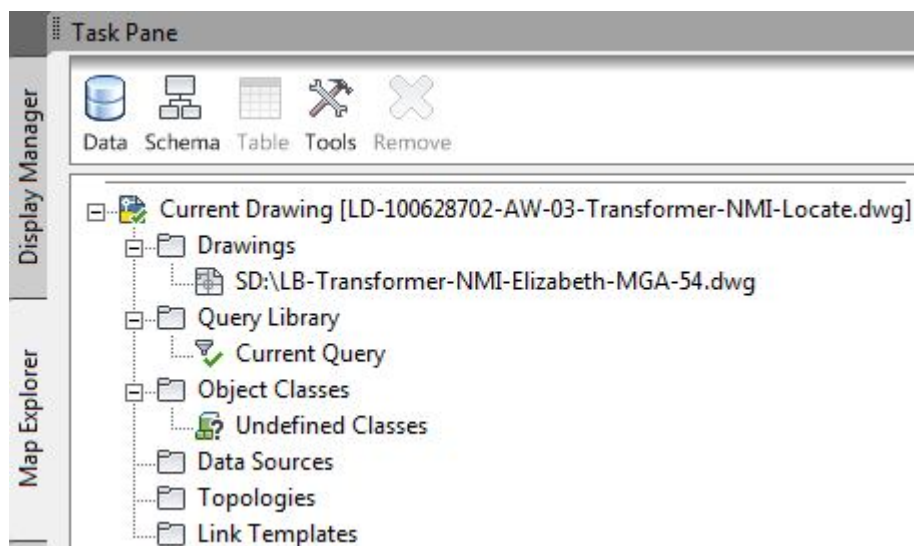 Task Pane
Display Manager
Map Explorer
Data Schema Table Tools Remove
Current Drawing [LD-100628702-AW-03-Transformer-NMI-Locate.dwg]
Drawings
SD:\LB-Transformer-NMI-Elizabeth-MGA-54.dwg
Query Library
Current Query
Object Classes
Undefined Classes
Data Sources
Topologies
Link Templates